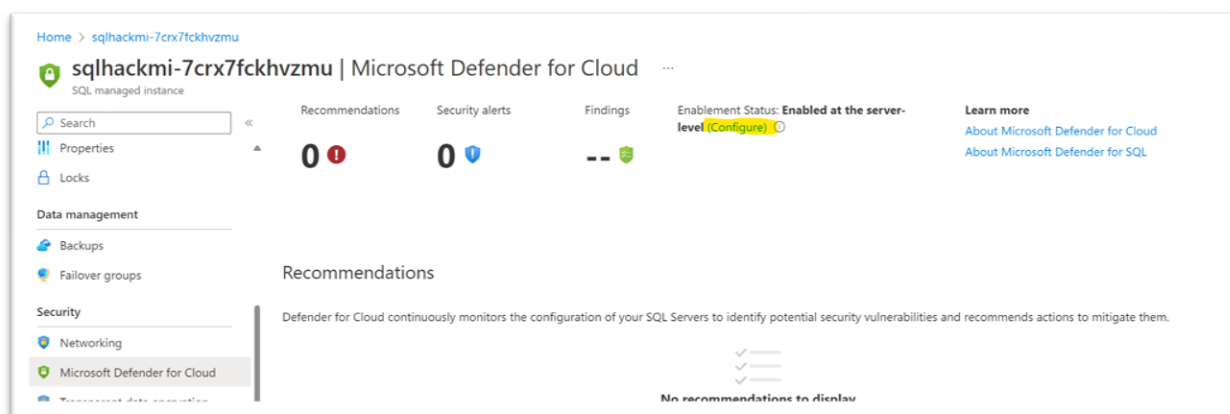 Home > sqlhackmi-7crx7fckhvzmu
sqlhackmi-7crx7fckhvzmu | Microsoft Defender for Cloud ...
SQL managed instance
Search
«
Properties
Locks
Data management
Backups
Failover groups
Security
Networking
Microsoft Defender for Cloud
Transparent data encryption
Recommendations
0
Security alerts
0
Findings
--
Enablement Status: Enabled at the server-
level (Configure)
Learn more
About Microsoft Defender for Cloud
About Microsoft Defender for SQL
Recommendations
Defender for Cloud continuously monitors the configuration of your SQL Servers to identify potential security vulnerabilities and recommends actions to mitigate them.
No recommendations to display